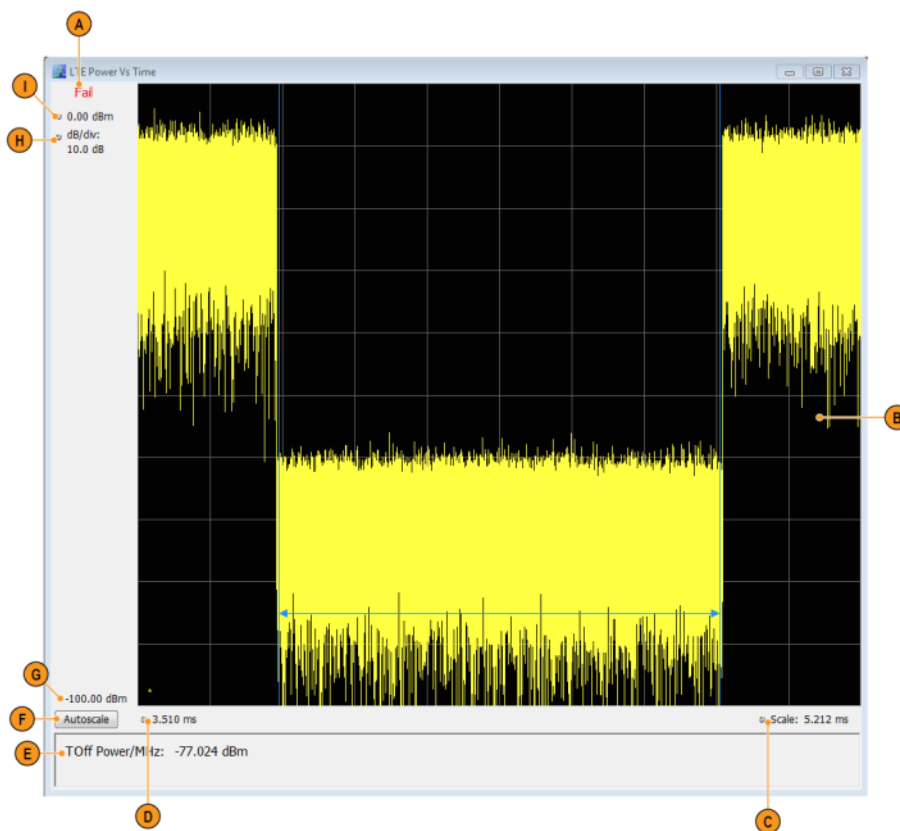 A
LTE Power Vs Time
Fail
I
0.00 dBm
H
dB/div:
10.0 dB
B
G
-100.00 dBm
F
Autoscale
3.510 ms
Scale: 5.212 ms
E
TOff Power/MHz: -77.024 dBm
D
C